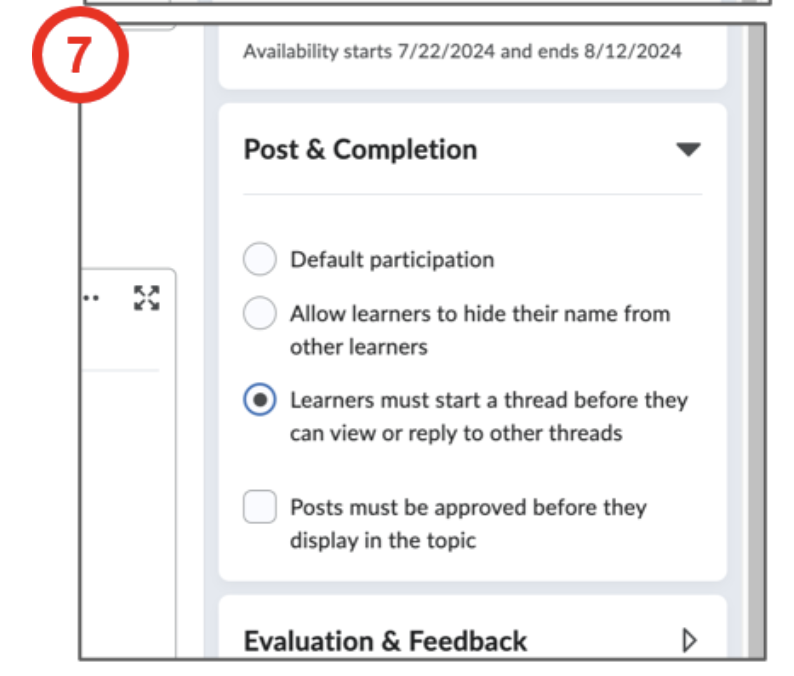 7
Availability starts 7/22/2024 and ends 8/12/2024
Post & Completion
Default participation
Allow learners to hide their name from
other learners
Learners must start a thread before they
can view or reply to other threads
Posts must be approved before they
display in the topic
Evaluation & Feedback